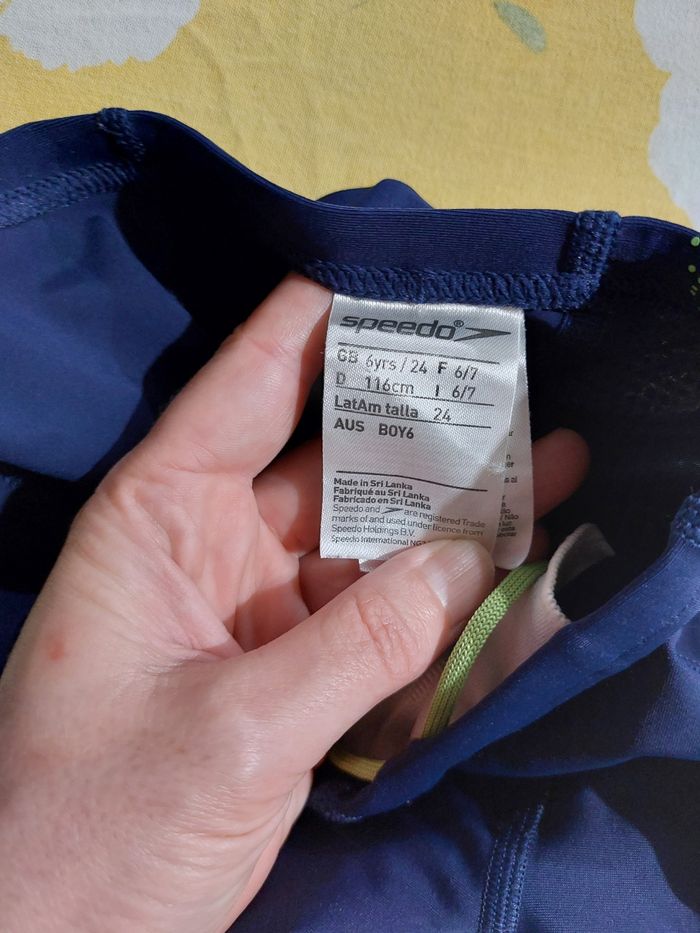 speedo®
GB 6yrs / 24 F 6/7
D 116cm I 6/7
LatAm talla 24
AUS BOY6
Made in Sri Lanka
Fabriqué au Sri Lanka
Fabricado en Sri Lanka
Speedo and are registered Trade
marks of and used under licence from
Speedo Holdings B.V.
Speedo International